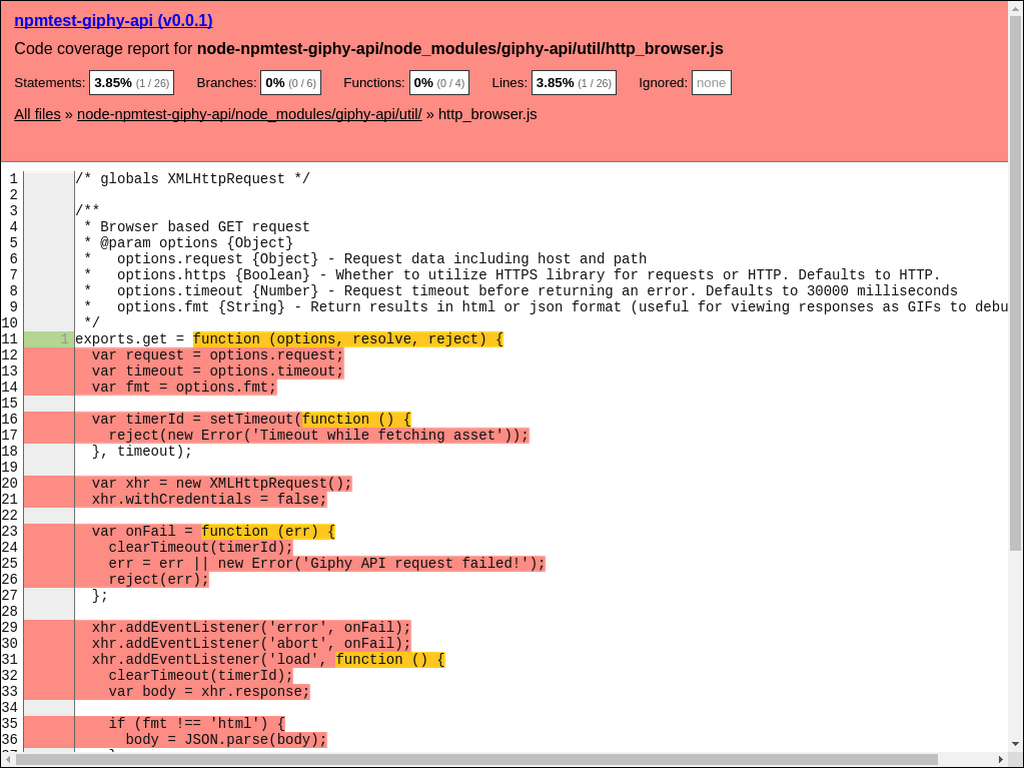 npmtest-giphy-api (v0.0.1)
Code coverage report for node-npmtest-giphy-api/node_modules/giphy-api/util/http_browser.js
Statements: 3.85% (1 / 26) Branches: 0% (0 / 6) Functions: 0% (0 / 4) Lines: 3.85% (1 / 26) Ignored: none
All files » node-npmtest-giphy-api/node_modules/giphy-api/util/ » http_browser.js
1 /* globals XMLHttpRequest */
2
3 /**
4  * Browser based GET request
5  * @param options {Object}
6  *   options.request {Object} - Request data including host and path
7  *   options.https {Boolean} - Whether to utilize HTTPS library for requests or HTTP. Defaults to HTTP.
8  *   options.timeout {Number} - Request timeout before returning an error. Defaults to 30000 milliseconds
9  *   options.fmt {String} - Return results in html or json format (useful for viewing responses as GIFs to debu
10  */
11 1 exports.get = function (options, resolve, reject) {
12   var request = options.request;
13   var timeout = options.timeout;
14   var fmt = options.fmt;
15
16   var timerId = setTimeout(function () {
17     reject(new Error('Timeout while fetching asset'));
18   }, timeout);
19
20   var xhr = new XMLHttpRequest();
21   xhr.withCredentials = false;
22
23   var onFail = function (err) {
24     clearTimeout(timerId);
25     err = err || new Error('Giphy API request failed!');
26     reject(err);
27   };
28
29   xhr.addEventListener('error', onFail);
30   xhr.addEventListener('abort', onFail);
31   xhr.addEventListener('load', function () {
32     clearTimeout(timerId);
33     var body = xhr.response;
34
35     if (fmt !== 'html') {
36       body = JSON.parse(body);